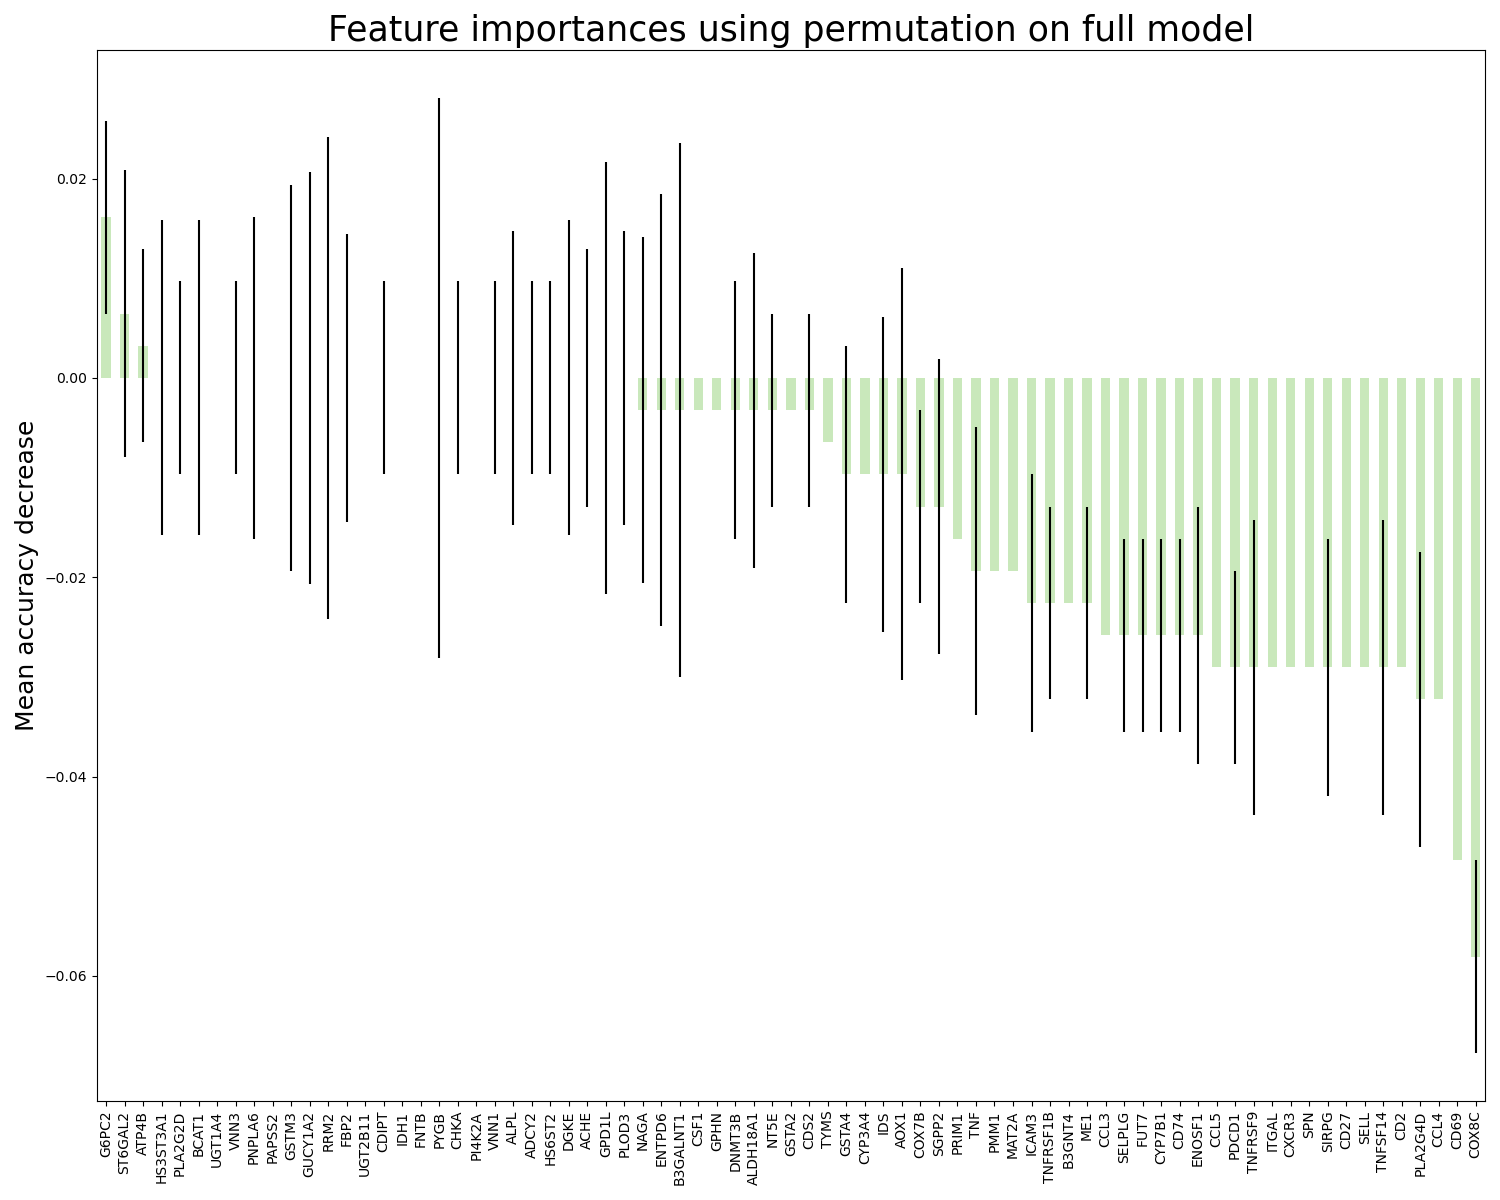 Feature importances using permutation on full model
Mean accuracy decrease
0.02
0.00
−0.02
−0.04
−0.06
G6PC2
ST6GAL2
ATP4B
HS3ST3A1
PLA2G2D
BCAT1
UGT1A4
VNN3
PNPLA6
PAPSS2
GSTM3
GUCY1A2
RRM2
FBP2
UGT2B11
CDIPT
IDH1
FNTB
PYGB
CHKA
PI4K2A
VNN1
ALPL
ADCY2
HS6ST2
DGKE
ACHE
GPD1L
PLOD3
NAGA
ENTPD6
B3GALNT1
CSF1
GPHN
DNMT3B
ALDH18A1
NT5E
GSTA2
CDS2
TYMS
GSTA4
CYP3A4
IDS
AOX1
COX7B
SGPP2
PRIM1
TNF
PMM1
MAT2A
ICAM3
TNFRSF1B
B3GNT4
ME1
CCL3
SELPLG
FUT7
CYP7B1
CD74
ENOSF1
CCL5
PDCD1
TNFRSF9
ITGAL
CXCR3
SPN
SIRPG
CD27
SELL
TNFSF14
CD2
PLA2G4D
CCL4
CD69
COX8C